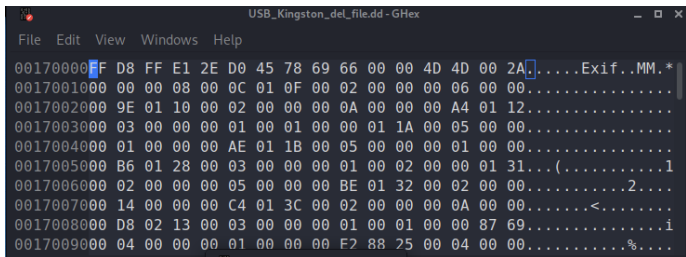 USB_Kingston_del_file.dd - GHex
File Edit View Windows Help
00170000FF D8 FF E1 2E D0 45 78 69 66 00 00 4D 4D 00 2A......Exif..MM.*
0017001000 00 00 08 00 0C 01 0F 00 02 00 00 00 06 00 00................
0017002000 9E 01 10 00 02 00 00 00 0A 00 00 00 A4 01 12................
0017003000 03 00 00 00 01 00 01 00 00 01 1A 00 05 00 00................
0017004000 01 00 00 00 AE 01 1B 00 05 00 00 00 01 00 00................
0017005000 B6 01 28 00 03 00 00 00 01 00 02 00 00 01 31...(...........1
0017006000 02 00 00 00 05 00 00 00 BE 01 32 00 02 00 00...........2....
0017007000 14 00 00 00 C4 01 3C 00 02 00 00 00 0A 00 00.......<........
0017008000 D8 02 13 00 03 00 00 00 01 00 01 00 00 87 69...............i
0017009000 04 00 00 00 01 00 00 00 E2 88 25 00 04 00 00...........%....